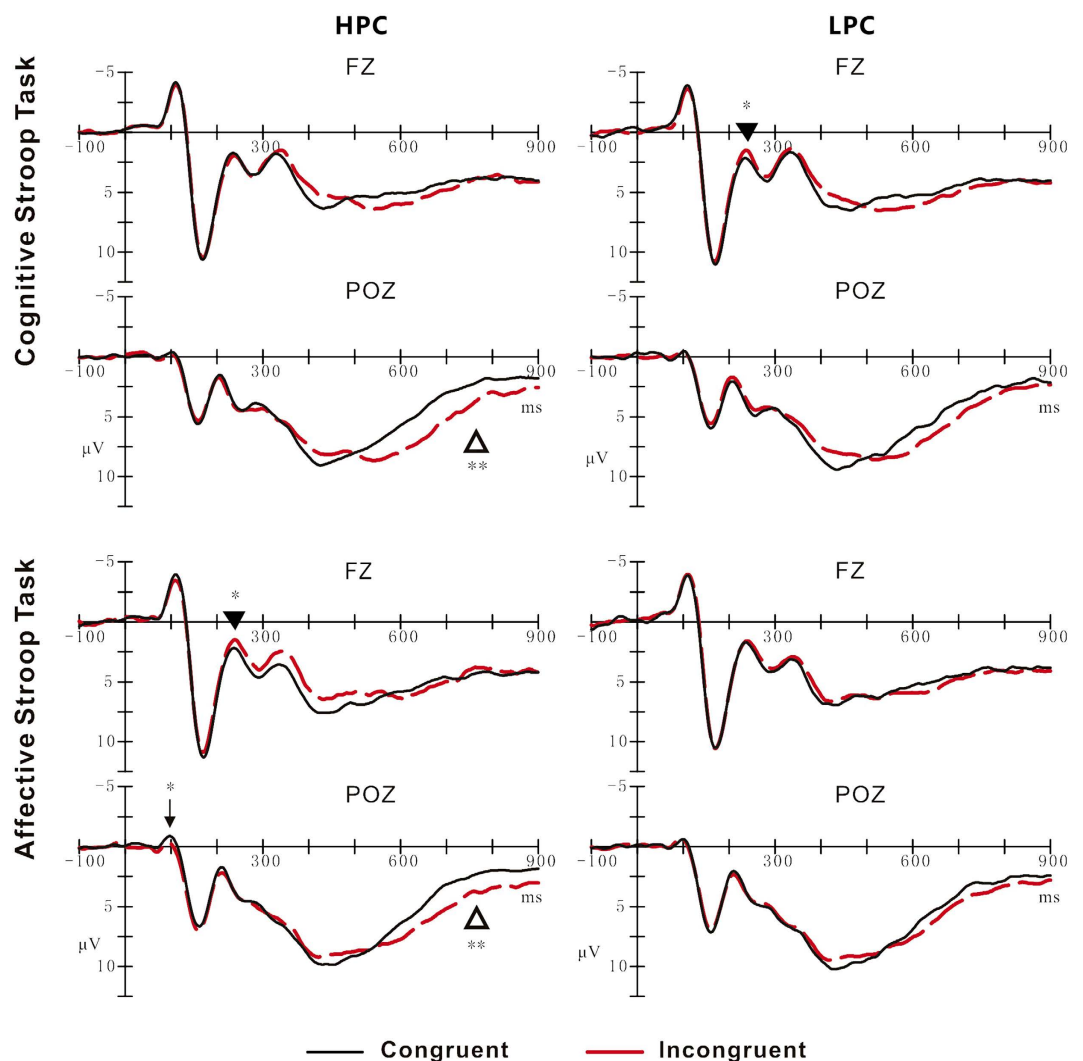 HPC LPC
Cognitive Stroop Task
FZ FZ
-5 -5
* 
-100 300 600 900 -100 300 600 900
5 5
10 10
POZ POZ
-5 -5
300 600 900 300 600 900
-100 -100
ms ms
5 5
μV μV
**
10 10
Affective Stroop Task
FZ FZ
-5 -5
*
-100 300 600 900 -100 300 600 900
5 5
10 10
POZ POZ
-5 -5
*
-100 300 600 900 -100 300 600 900
ms ms
5 5
μV μV
**
10 10
Congruent Incongruent